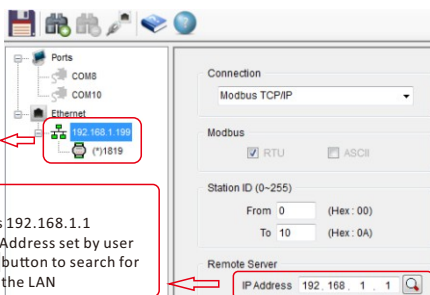 Ports
COM8
COM10
Ethernet
192.168.1.199
(*)1819
192.168.1.1
Address set by user
button to search for
the LAN
Connection
Modbus TCP/IP
Modbus
RTU
ASCII
Station ID (0~255)
From 0 (Hex: 00)
To 10 (Hex: 0A)
Remote Server
IP Address 192 . 168 . 1 . 1